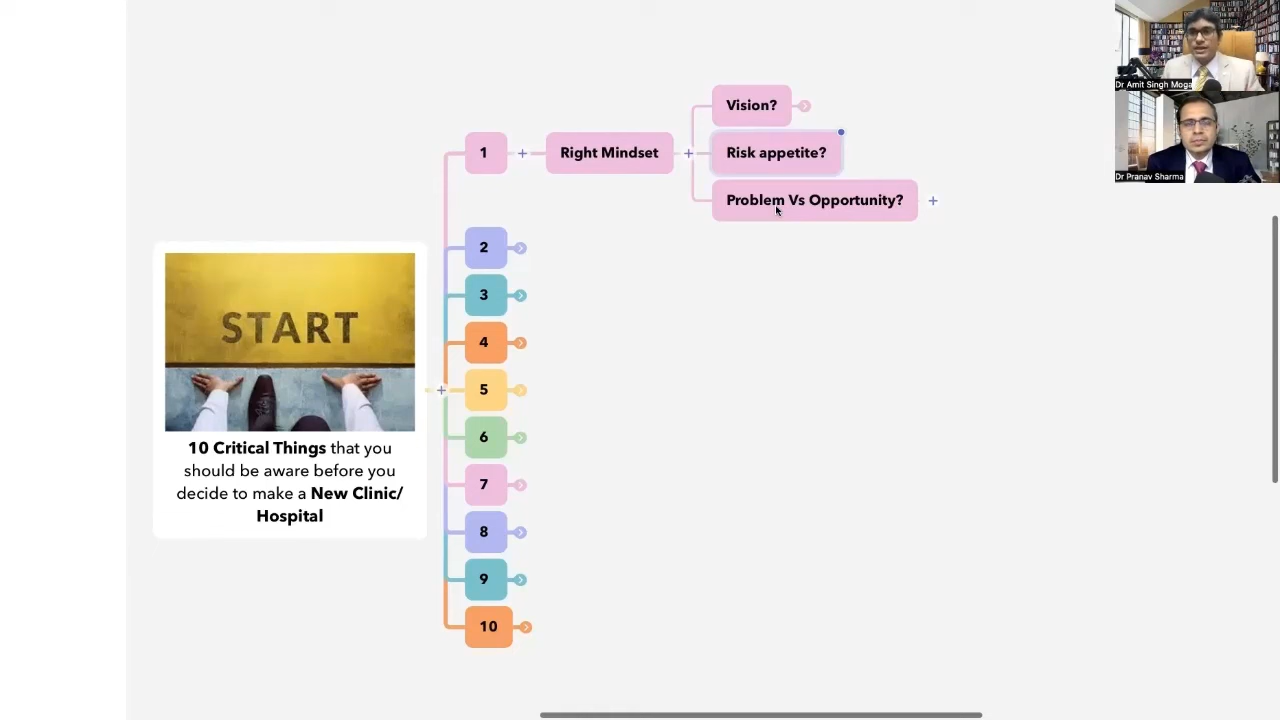 Dr Amit Singh Moga
Dr Pranav Sharma
Vision?
1
Right Mindset
Risk appetite?
Problem Vs Opportunity?
2
3
4
5
6
7
8
9
10
START
10 Critical Things that you
should be aware before you
decide to make a New Clinic/
Hospital